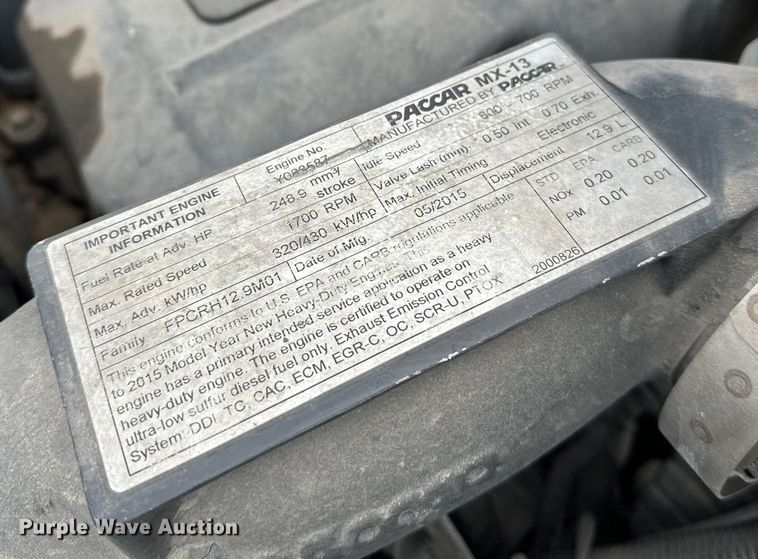 IMPORTANT ENGINE INFORMATION
Engine No.
PACCAR MX-13
MANUFACTURED BY PACCAR
Fuel Rate at Adv. HP 248.9 mm³/stroke
Idle Speed 600 - 700 RPM
Max. Rated Speed 1700 RPM
Valve Lash (mm) 0.50 Int. 0.70 Exh.
Max. Adv. kW/hp 320/430 kW/hp
Max. Initial Timing Electronic
Family FPCRH12.9M01
Date of Mfg. 05/2015
Displacement 12.9 L
This engine conforms to U.S. EPA and CARB regulations applicable
to 2015 Model Year New Heavy-Duty Engines. This
engine has a primary intended service application as a heavy
heavy-duty engine. The engine is certified to operate on
ultra-low sulfur diesel fuel only. Exhaust Emission Control
System: DDI, TC, CAC, ECM, EGR-C, OC, SCR-U, PTOX
STD EPA CARB
NOx 0.20 0.20
PM 0.01 0.01
2000826
Purple Wave Auction